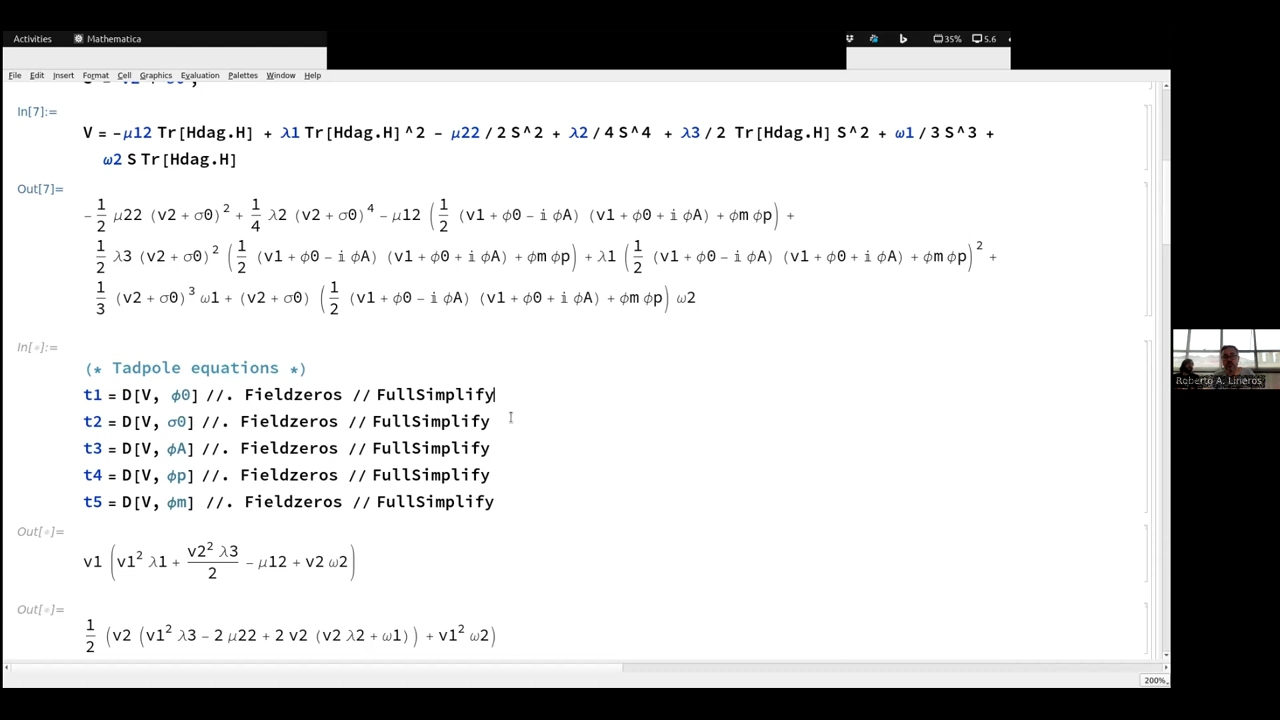 Activities Mathematica 35% 5.6
File Edit Insert Format Cell Graphics Evaluation Palettes Window Help
In[7]:=
V = -μ12 Tr[Hdag.H] + λ1 Tr[Hdag.H]^2 - μ22 / 2 S^2 + λ2 / 4 S^4 + λ3 / 2 Tr[Hdag.H] S^2 + ω1 / 3 S^3 +
ω2 S Tr[Hdag.H]
Out[7]=
-1/2 μ22 (v2 + σ0)^2 + 1/4 λ2 (v2 + σ0)^4 - μ12 (1/2 (v1 + ϕ0 - i ϕA) (v1 + ϕ0 + i ϕA) + ϕm ϕp) +
1/2 λ3 (v2 + σ0)^2 (1/2 (v1 + ϕ0 - i ϕA) (v1 + ϕ0 + i ϕA) + ϕm ϕp) + λ1 (1/2 (v1 + ϕ0 - i ϕA) (v1 + ϕ0 + i ϕA) + ϕm ϕp)^2 +
1/3 (v2 + σ0)^3 ω1 + (v2 + σ0) (1/2 (v1 + ϕ0 - i ϕA) (v1 + ϕ0 + i ϕA) + ϕm ϕp) ω2
In[•]:=
(* Tadpole equations *)
t1 = D[V, ϕ0] //. Fieldzeros // FullSimplify
t2 = D[V, σ0] //. Fieldzeros // FullSimplify
t3 = D[V, ϕA] //. Fieldzeros // FullSimplify
t4 = D[V, ϕp] //. Fieldzeros // FullSimplify
t5 = D[V, ϕm] //. Fieldzeros // FullSimplify
Out[•]=
v1 (v1^2 λ1 + v2^2 λ3/2 - μ12 + v2 ω2)
Out[•]=
1/2 (v2 (v1^2 λ3 - 2 μ22 + 2 v2 (v2 λ2 + ω1)) + v1^2 ω2)
200%
Roberto A. Lineros